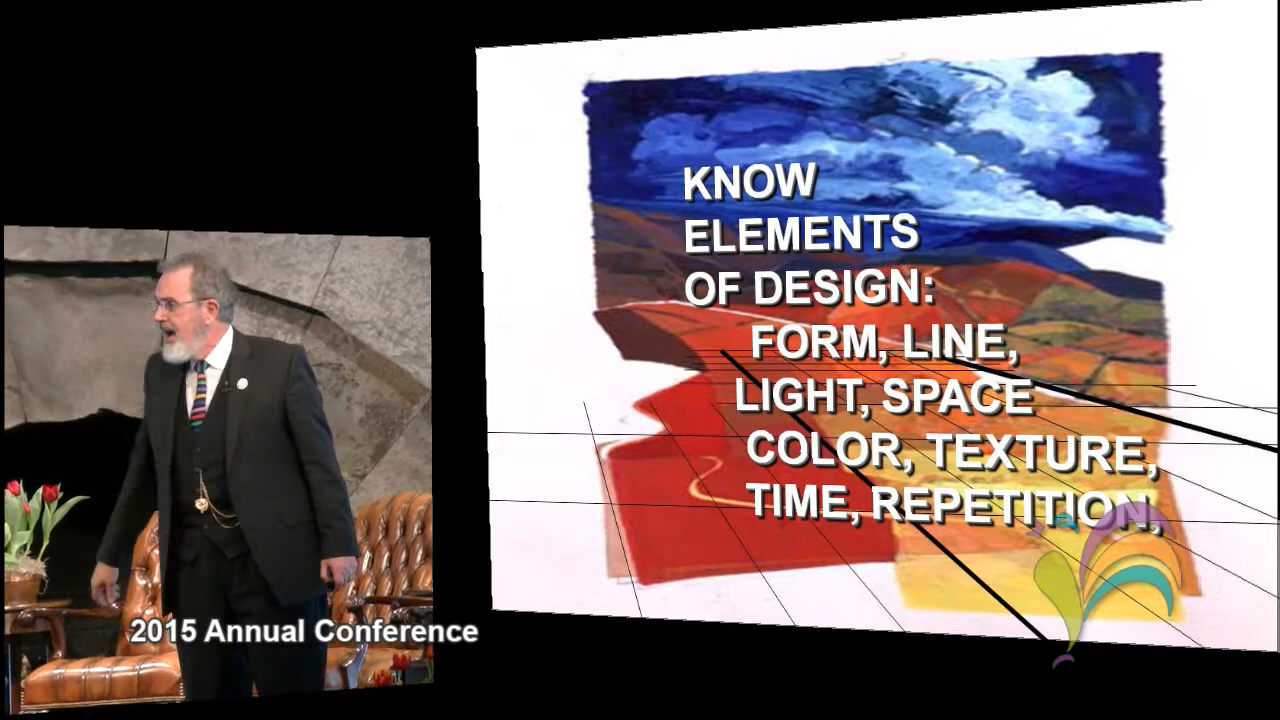 KNOW
ELEMENTS
OF DESIGN:
FORM, LINE,
LIGHT, SPACE
COLOR, TEXTURE,
TIME, REPETITION,
2015 Annual Conference